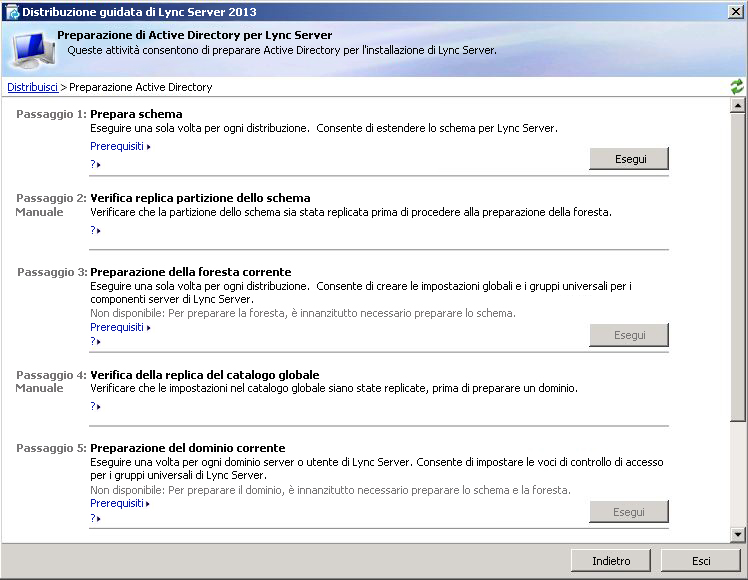 Distribuzione guidata di Lync Server 2013
Preparazione di Active Directory per Lync Server
Queste attività consentono di preparare Active Directory per l'installazione di Lync Server.
Distribuisci > Preparazione Active Directory
Passaggio 1: Prepara schema
Eseguire una sola volta per ogni distribuzione. Consente di estendere lo schema per Lync Server.
Prerequisiti
?
Esegui
Passaggio 2: Verifica replica partizione dello schema
Manuale Verificare che la partizione dello schema sia stata replicata prima di procedere alla preparazione della foresta.
?
Passaggio 3: Preparazione della foresta corrente
Eseguire una sola volta per ogni distribuzione. Consente di creare le impostazioni globali e i gruppi universali per i
componenti server di Lync Server.
Non disponibile: Per preparare la foresta, è innanzitutto necessario preparare lo schema.
Prerequisiti
?
Esegui
Passaggio 4: Verifica della replica del catalogo globale
Manuale Verificare che le impostazioni nel catalogo globale siano state replicate, prima di preparare un dominio.
?
Passaggio 5: Preparazione del dominio corrente
Eseguire una volta per ogni dominio server o utente di Lync Server. Consente di impostare le voci di controllo di accesso
per i gruppi universali di Lync Server.
Non disponibile: Per preparare il dominio, è innanzitutto necessario preparare lo schema e la foresta.
Prerequisiti
?
Esegui
Indietro Esci